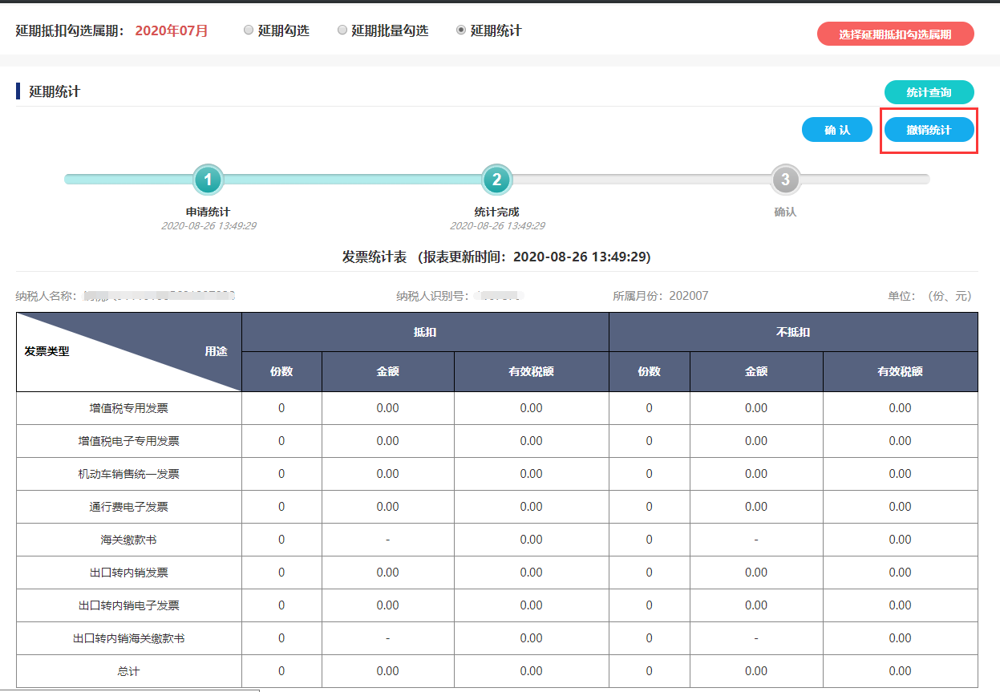 延期抵扣勾选属期： 2020年07月 延期勾选 延期批量勾选 延期统计 选择延期抵扣勾选属期
延期统计 统计查询
确 认 撤销统计
1 2 3
申请统计 统计完成 确认
2020-08-26 13:49:29 2020-08-26 13:49:29
发票统计表 （报表更新时间：2020-08-26 13:49:29)
纳税人名称： 纳税人识别号： 所属月份：202007 单位：（份、元）
发票类型 用途 抵扣 不抵扣
份数 金额 有效税额 份数 金额 有效税额
增值税专用发票 0 0.00 0.00 0 0.00 0.00
增值税电子专用发票 0 0.00 0.00 0 0.00 0.00
机动车销售统一发票 0 0.00 0.00 0 0.00 0.00
通行费电子发票 0 0.00 0.00 0 0.00 0.00
海关缴款书 0 - 0.00 0 - 0.00
出口转内销发票 0 0.00 0.00 0 0.00 0.00
出口转内销电子发票 0 0.00 0.00 0 0.00 0.00
出口转内销海关缴款书 0 - 0.00 0 - 0.00
总计 0 0.00 0.00 0 0.00 0.00